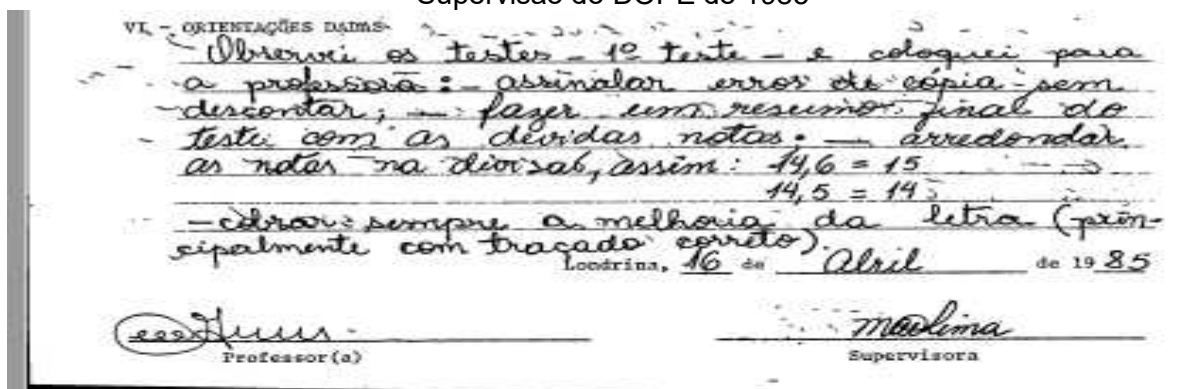 Supervisão do DOPE de 1985
VI - ORIENTAÇÕES DADAS-
- Observei os testes - 1º teste - e coloquei para
a professora: - assinalar erros de cópia sem
descontar; - fazer um resumo final do
teste com as devidas notas; - arredondar
as notas na divisão, assim: 14,6 = 15
14,5 = 14
- cobrar sempre a melhoria da letra (prin-
cipalmente com traçado correto).
Londrina, 16 de Abril de 1985
Professor(a) Supervisora